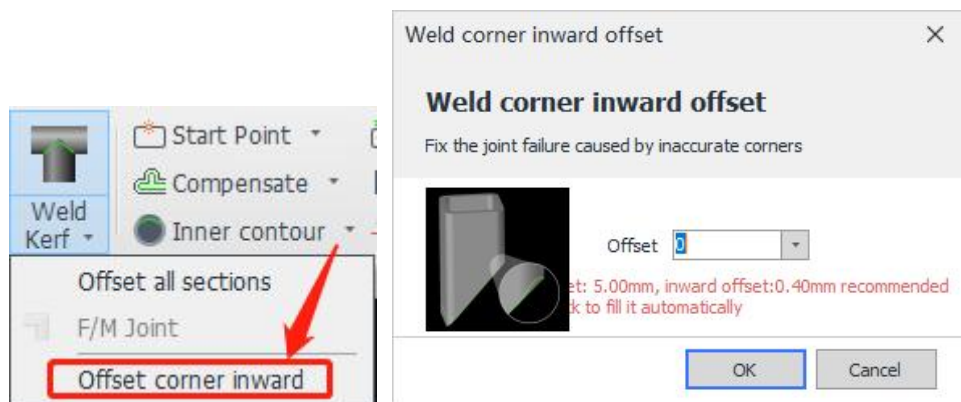 Start Point
Compensate
Weld
Kerf
Inner contour
Offset all sections
F/M Joint
Offset corner inward
Weld corner inward offset
Weld corner inward offset
Fix the joint failure caused by inaccurate corners
Offset 0
5.00mm, inward offset:0.40mm recommended
to fill it automatically
OK Cancel